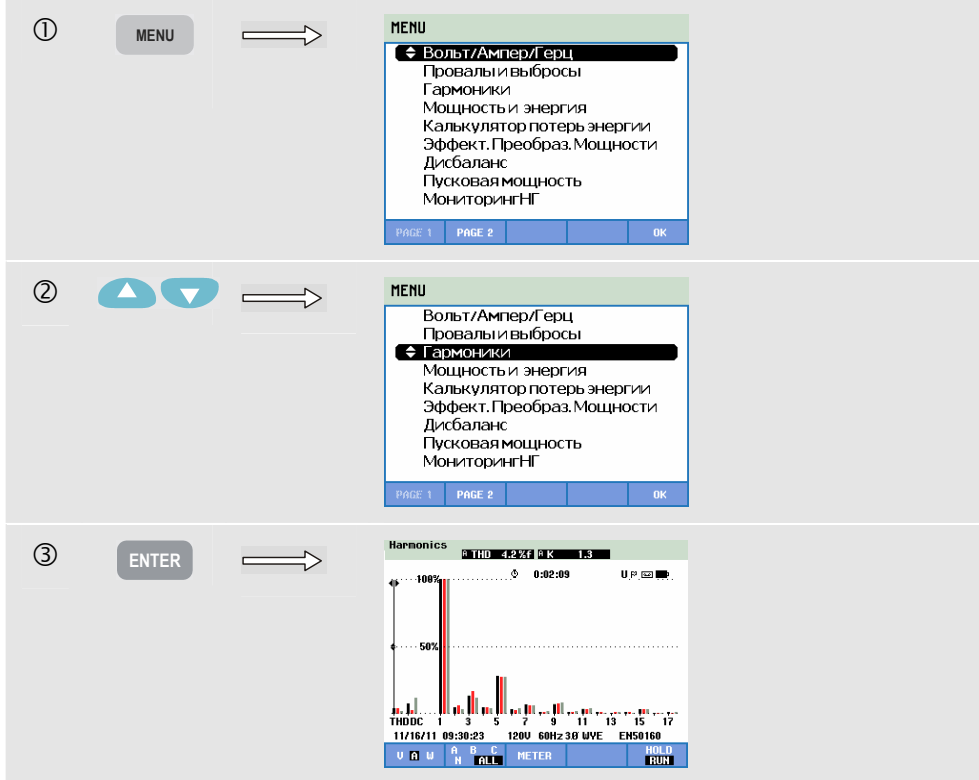 ①
MENU
MENU
Вольт/Ампер/Герц
Провалы и выбросы
Гармоники
Мощность и энергия
Калькулятор потерь энергии
Эффект. Преобраз. Мощности
Дисбаланс
Пусковая мощность
МониторингНГ
PAGE 1 PAGE 2 OK
②
MENU
Вольт/Ампер/Герц
Провалы и выбросы
Гармоники
Мощность и энергия
Калькулятор потерь энергии
Эффект. Преобраз. Мощности
Дисбаланс
Пусковая мощность
МониторингНГ
PAGE 1 PAGE 2 OK
③
ENTER
Harmonics
A THD 4.2%f A K 1.3
0:02:09 U P
100%
50%
THDDC 1 3 5 7 9 11 13 15 17
11/16/11 09:30:23 120V 60Hz 3Ø WYE EN50160
V A W A B C METER HOLD
N ALL RUN